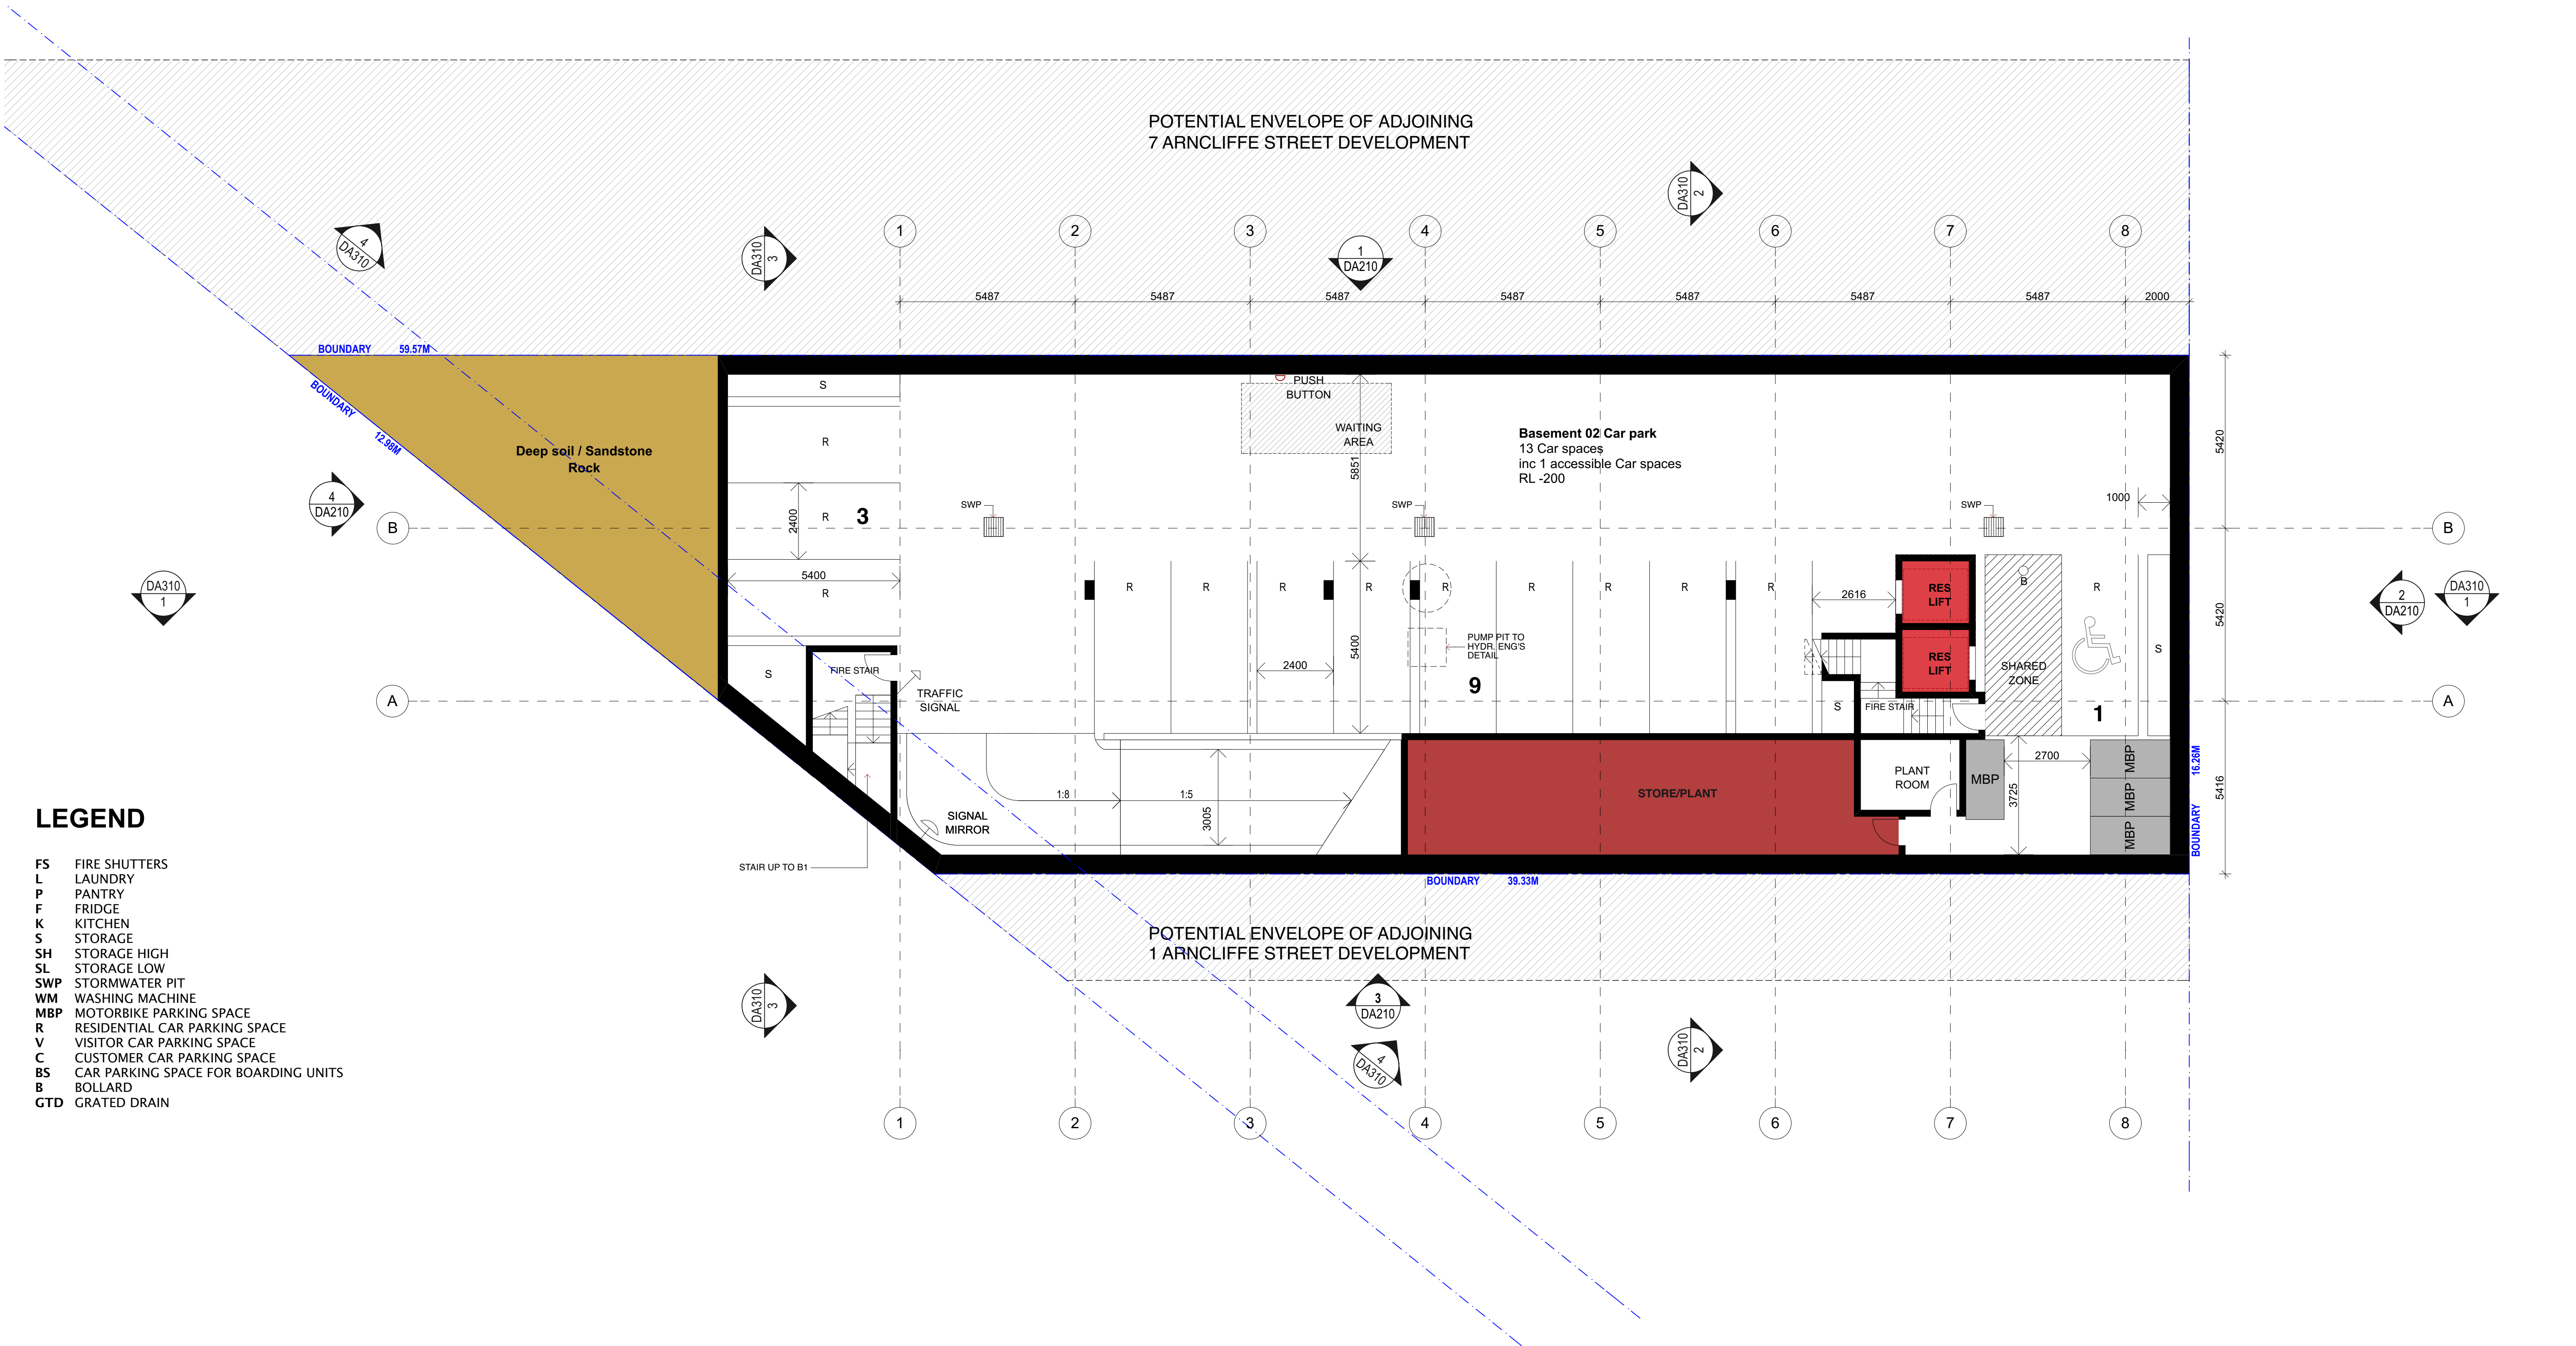 POTENTIAL ENVELOPE OF ADJOINING
7 ARNCLIFFE STREET DEVELOPMENT
DA310
2
4
DA310
DA310
3
1
DA210
1
2
3
4
5
6
7
8
5487
5487
5487
5487
5487
5487
5487
2000
BOUNDARY 59.57M
BOUNDARY 12.98M
Deep soil / Sandstone
Rock
S
R
R
3
2400
5400
R
S
PUSH
BUTTON
WAITING
AREA
5851
Basement 02 Car park
13 Car spaces
inc 1 accessible Car spaces
RL -200
SWP
SWP
SWP
1000
5420
5420
5416
4
DA210
B
B
A
A
DA310
1
2
DA210
DA310
1
R
R
R
R
R
R
R
R
R
2616
2400
5400
PUMP PIT TO
HYDR. ENG'S
DETAIL
9
RES
LIFT
RES
LIFT
B
R
SHARED
ZONE
S
1
S
FIRE STAIR
FIRE STAIR
TRAFFIC
SIGNAL
SIGNAL
MIRROR
1:8
1:5
3005
STORE/PLANT
PLANT
ROOM
MBP
2700
3725
MBP
MBP
MBP
BOUNDARY 16.26M
STAIR UP TO B1
BOUNDARY 39.33M
POTENTIAL ENVELOPE OF ADJOINING
1 ARNCLIFFE STREET DEVELOPMENT
DA310
3
3
DA210
4
DA310
DA310
2
1
2
3
4
5
6
7
8
LEGEND
FS FIRE SHUTTERS
L LAUNDRY
P PANTRY
F FRIDGE
K KITCHEN
S STORAGE
SH STORAGE HIGH
SL STORAGE LOW
SWP STORMWATER PIT
WM WASHING MACHINE
MBP MOTORBIKE PARKING SPACE
R RESIDENTIAL CAR PARKING SPACE
V VISITOR CAR PARKING SPACE
C CUSTOMER CAR PARKING SPACE
BS CAR PARKING SPACE FOR BOARDING UNITS
B BOLLARD
GTD GRATED DRAIN